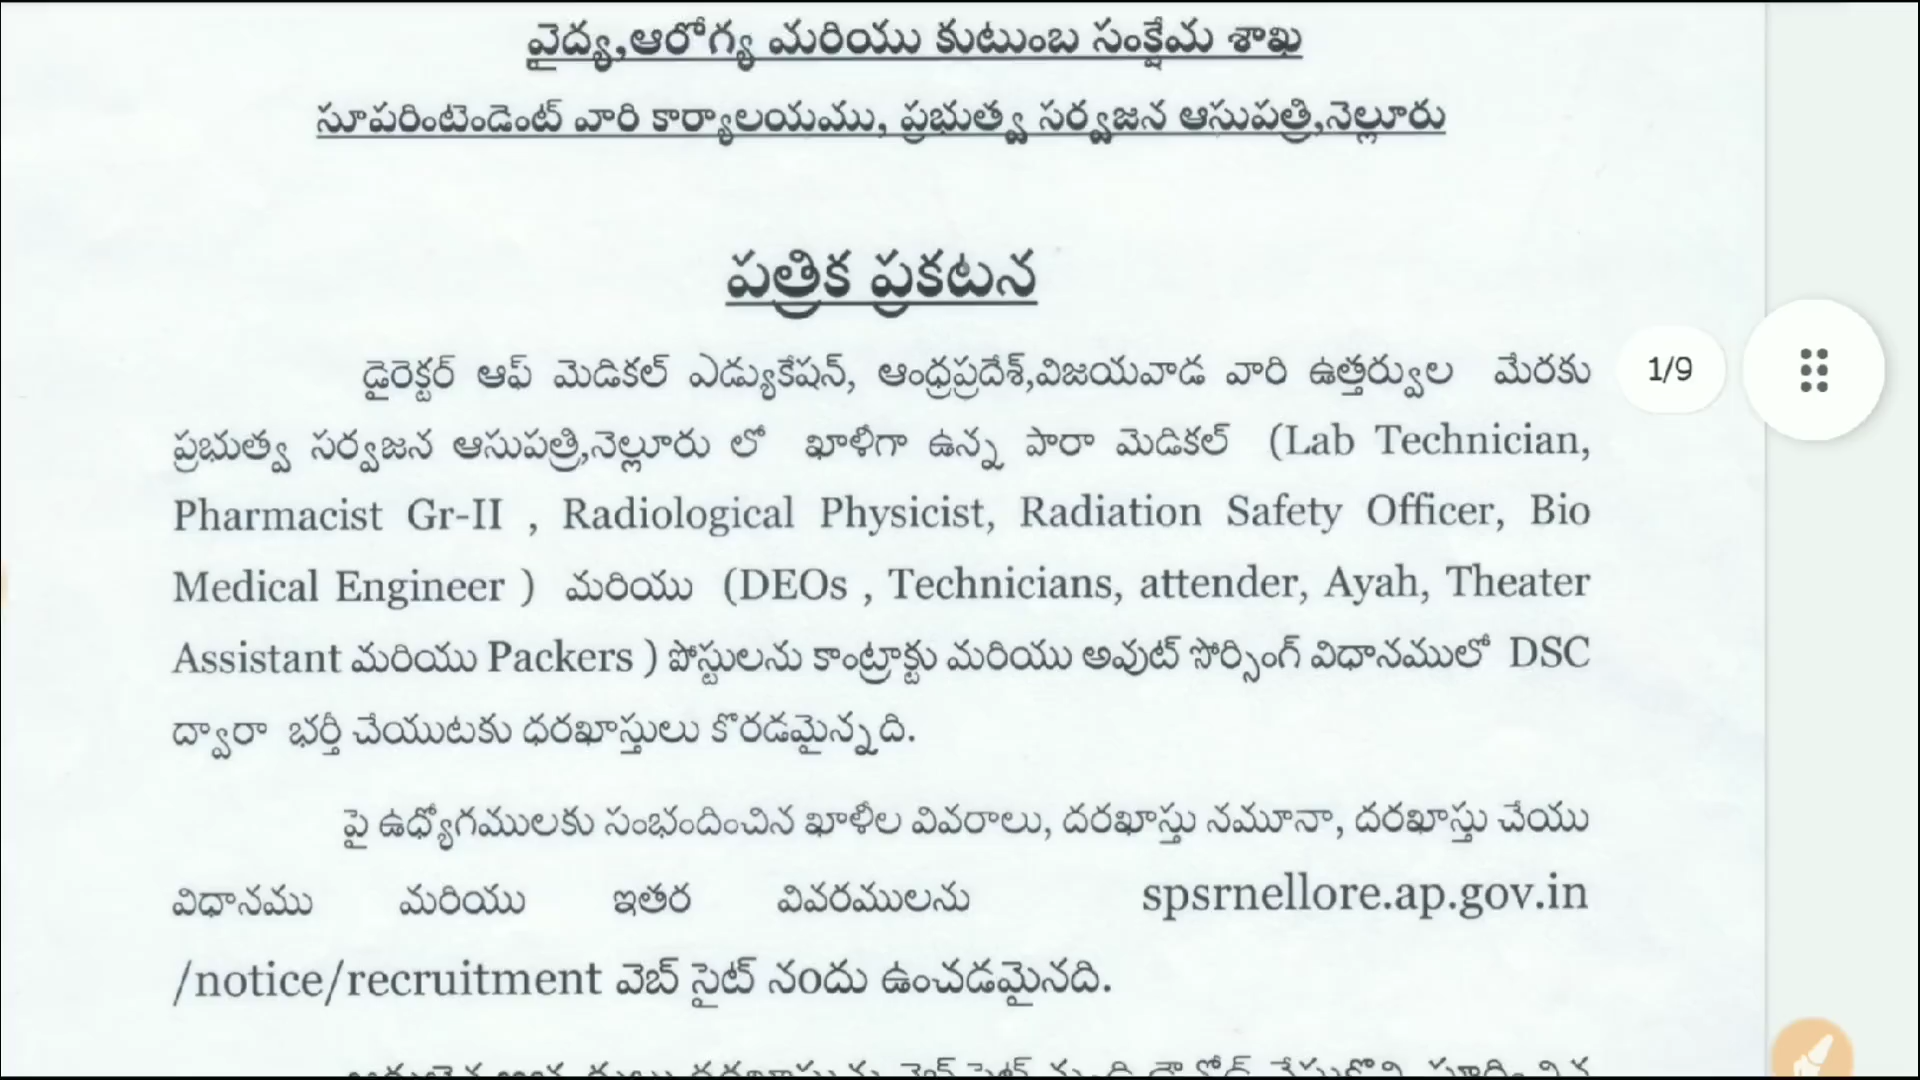 వైద్య,ఆరోగ్య మరియు కుటుంబ సంక్షేమ శాఖ
సూపరింటెండెంట్ వారి కార్యాలయము, ప్రభుత్వ సర్వజన ఆసుపత్రి,నెల్లూరు
పత్రిక ప్రకటన
డైరెక్టర్ ఆఫ్ మెడికల్ ఎడ్యుకేషన్, ఆంధ్రప్రదేశ్,విజయవాడ వారి ఉత్తర్వుల మేరకు
1/9
ప్రభుత్వ సర్వజన ఆసుపత్రి,నెల్లూరు లో ఖాళీగా ఉన్న పారా మెడికల్ (Lab Technician,
Pharmacist Gr-II , Radiological Physicist, Radiation Safety Officer, Bio
Medical Engineer ) మరియు (DEOs , Technicians, attender, Ayah, Theater
Assistant మరియు Packers ) పోస్టులను కాంట్రాక్టు మరియు అవుట్ సోర్సింగ్ విధానములో DSC
ద్వారా భర్తీ చేయుటకు ధరఖాస్తులు కొరడమైన్నది.
పై ఉధ్యోగములకు సంభందించిన ఖాళీల వివరాలు, దరఖాస్తు నమూనా, దరఖాస్తు చేయు
విధానము మరియు ఇతర వివరములను spsrnellore.ap.gov.in
/notice/recruitment వెబ్ సైట్ నందు ఉంచడమైనది.